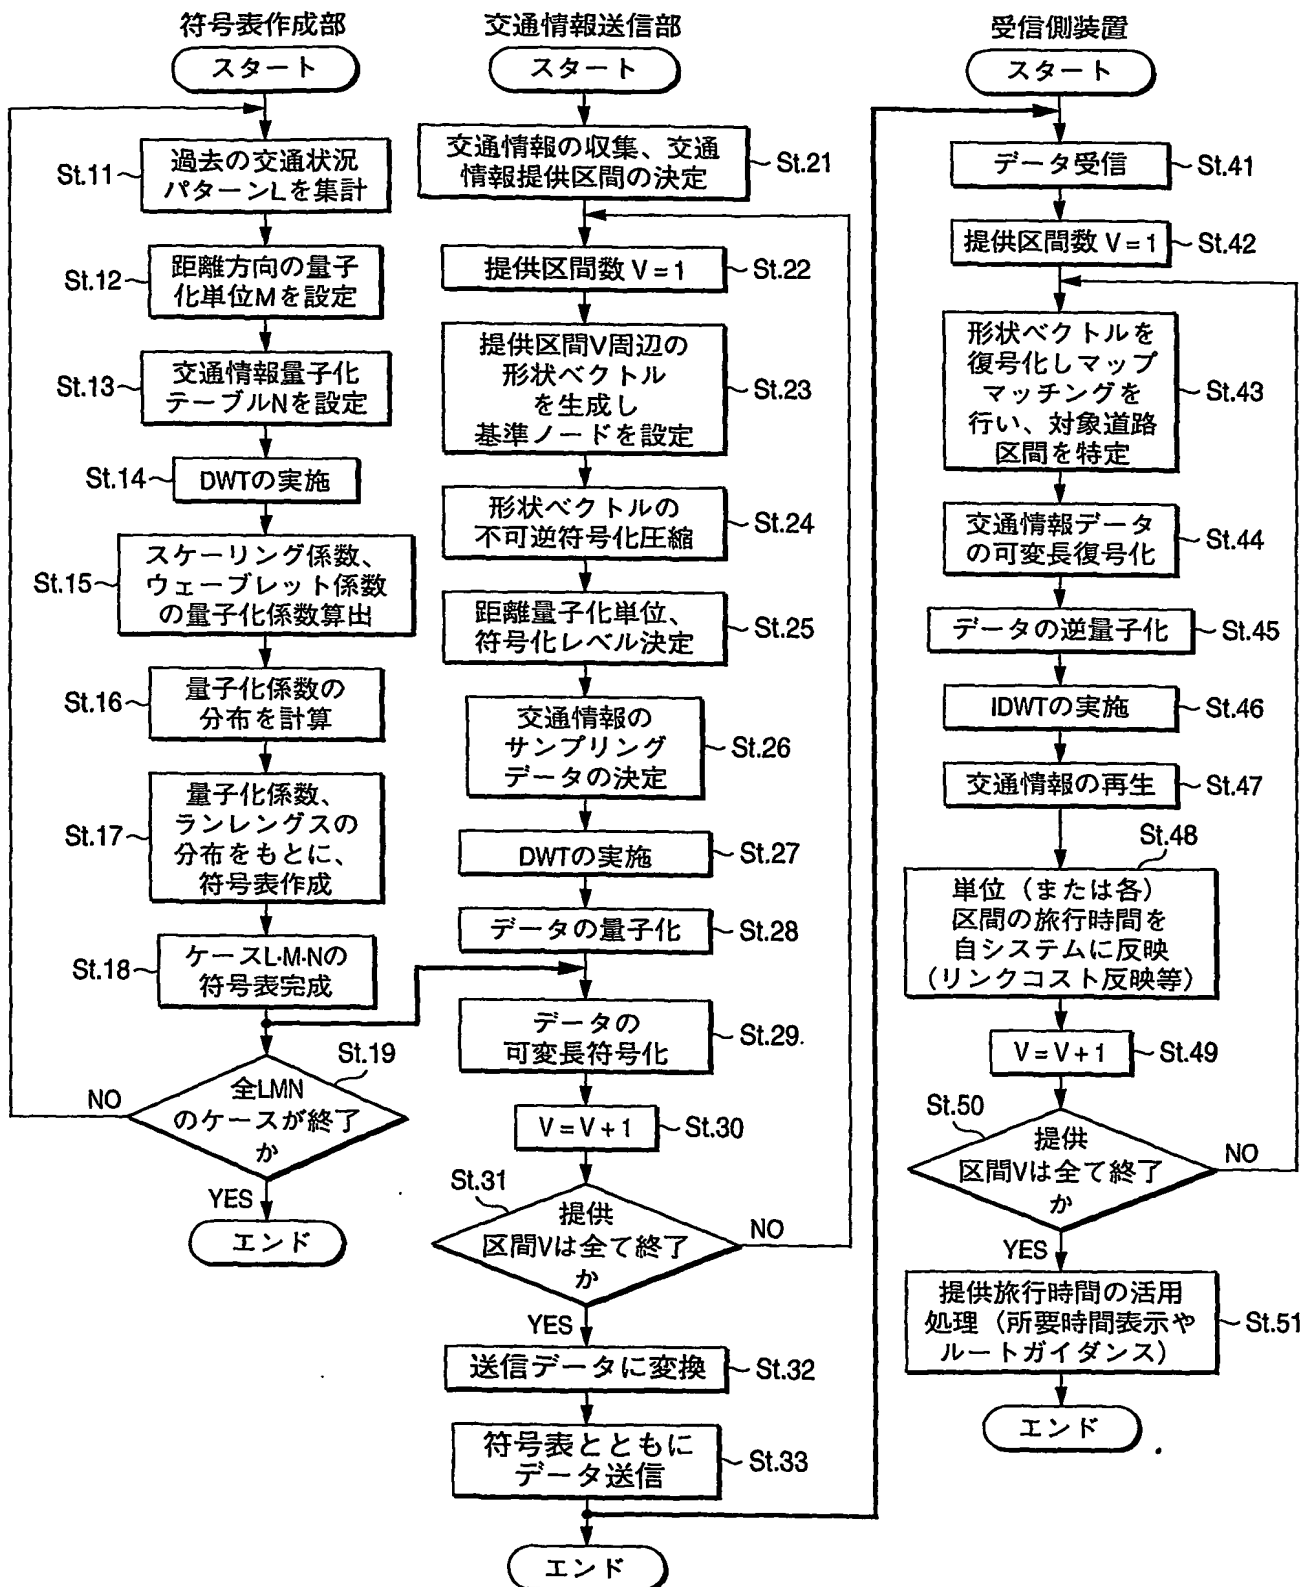 符号表作成部
スタート
St.11
過去の交通状況
パターンLを集計
St.12
距離方向の量子
化単位Mを設定
St.13
交通情報量子化
テーブルNを設定
St.14
DWTの実施
St.15
スケーリング係数、
ウェーブレット係数
の量子化係数算出
St.16
量子化係数の
分布を計算
St.17
量子化係数、
ランレングスの
分布をもとに、
符号表作成
St.18
ケースL·M·Nの
符号表完成
St.19
全LMN
のケースが終了
か
NO
YES
エンド
交通情報送信部
スタート
交通情報の収集、交通
情報提供区間の決定
St.21
提供区間数 V = 1
St.22
提供区間V周辺の
形状ベクトル
を生成し
基準ノードを設定
St.23
形状ベクトルの
不可逆符号化圧縮
St.24
距離量子化単位、
符号化レベル決定
St.25
交通情報の
サンプリング
データの決定
St.26
DWTの実施
St.27
データの量子化
St.28
データの
可変長符号化
St.29.
V = V + 1
St.30
St.31
提供
区間Vは全て終了
か
NO
YES
送信データに変換
St.32
符号表とともに
データ送信
St.33
エンド
受信側装置
スタート
データ受信
St.41
提供区間数 V = 1
St.42
形状ベクトルを
復号化しマップ
マッチングを
行い、対象道路
区間を特定
St.43
交通情報データ
の可変長復号化
St.44
データの逆量子化
St.45
IDWTの実施
St.46
交通情報の再生
St.47
St.48
単位（または各）
区間の旅行時間を
自システムに反映
（リンクコスト反映等）
V = V + 1
St.49
St.50
提供
区間Vは全て終了
か
NO
YES
提供旅行時間の活用
処理（所要時間表示や
ルートガイダンス）
St.51
エンド